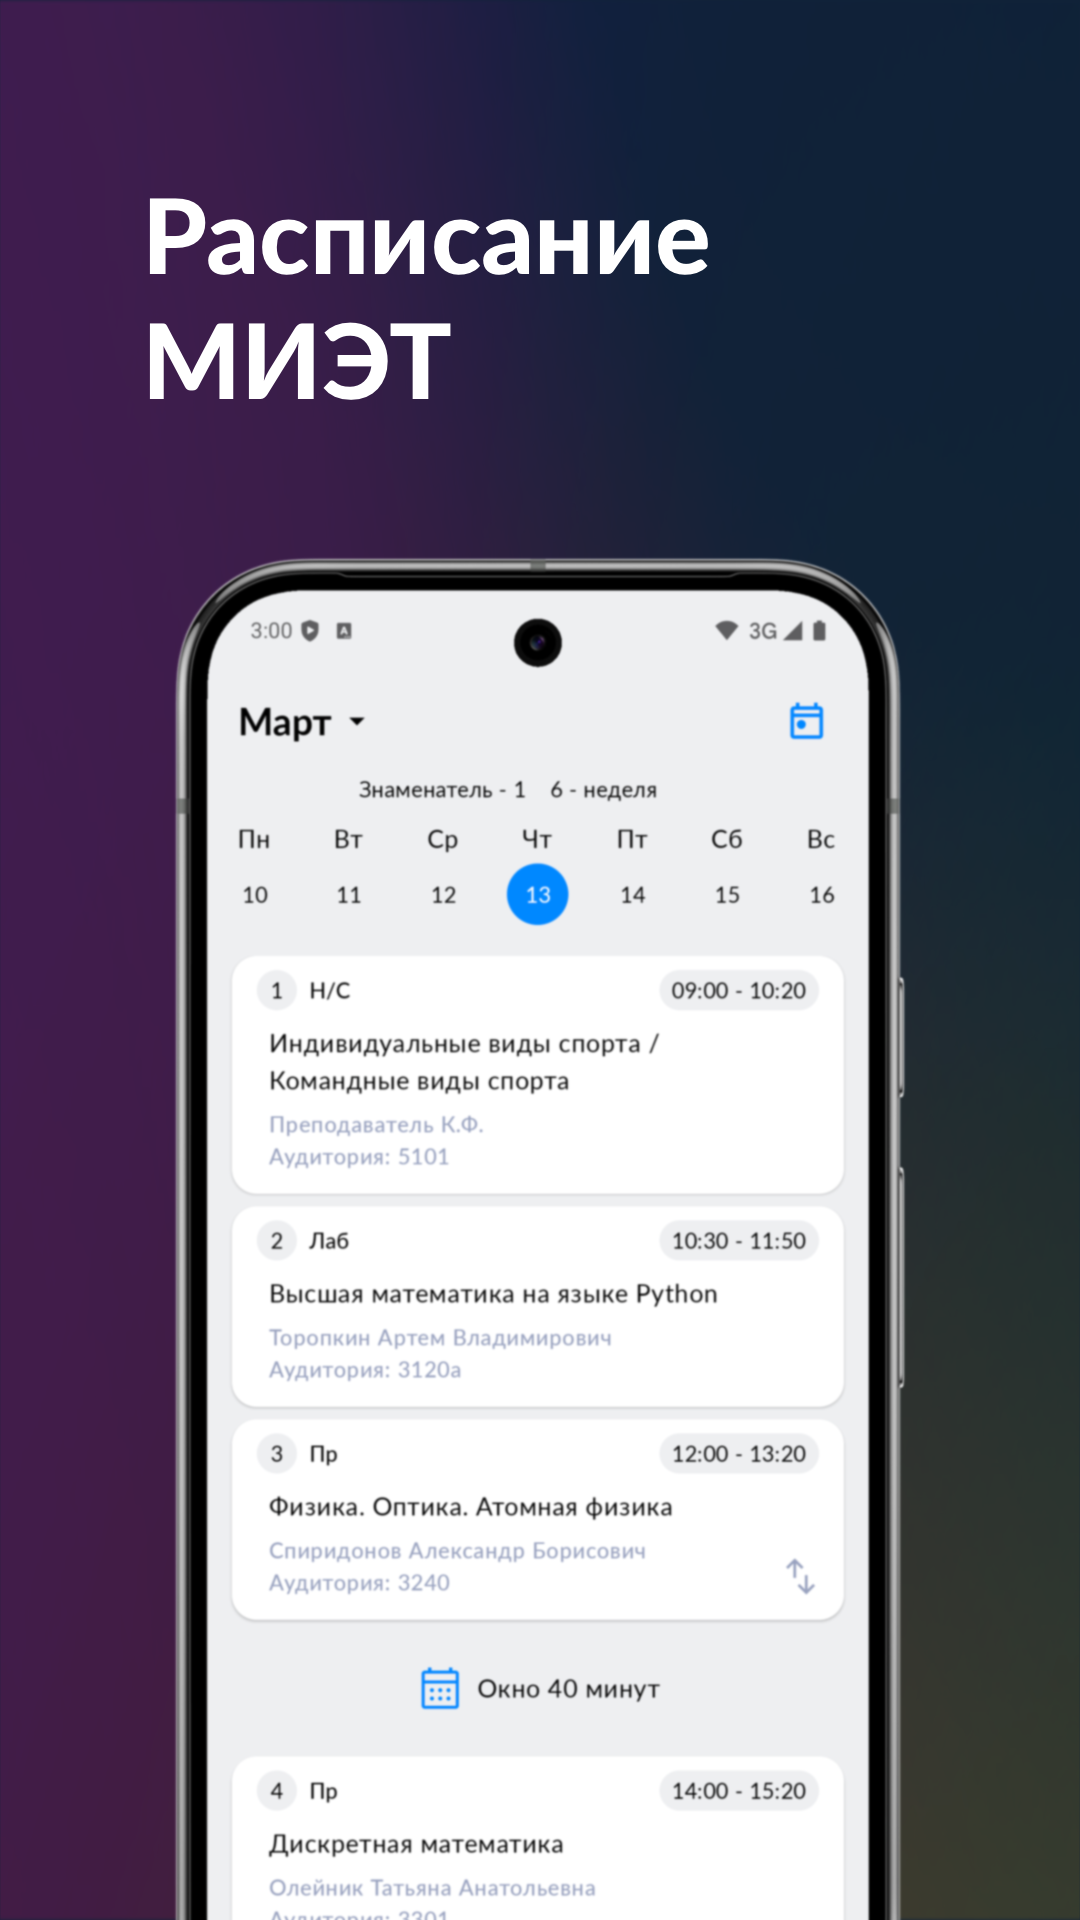 Расписание
МИЭТ
3:00 3G
Март
Знаменатель - 1 6 - неделя
Пн Вт Ср Чт Пт Сб Вс
10 11 12 13 14 15 16
1 Н/С 09:00 - 10:20
Индивидуальные виды спорта /
Командные виды спорта
Преподаватель К.Ф.
Аудитория: 5101
2 Лаб 10:30 - 11:50
Высшая математика на языке Python
Торопкин Артем Владимирович
Аудитория: 3120а
3 Пр 12:00 - 13:20
Физика. Оптика. Атомная физика
Спиридонов Александр Борисович
Аудитория: 3240
Окно 40 минут
4 Пр 14:00 - 15:20
Дискретная математика
Олейник Татьяна Анатольевна
Аудитория: 3301